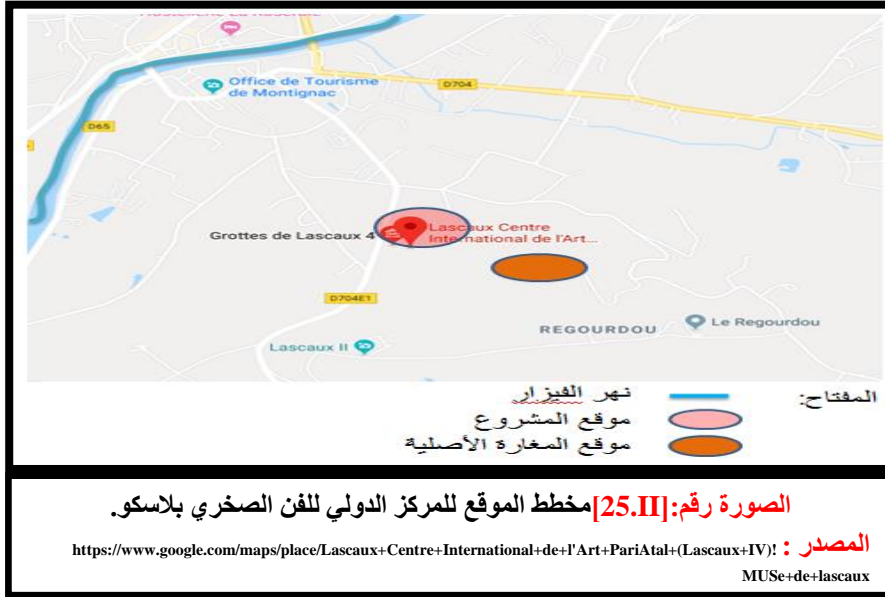 Office de Tourisme
de Montignac
D704
D65
Lascaux Centre
Grottes de Lascaux 4
International de l'Art...
D704E1
REGOURDOU
Le Regourdou
Lascaux II
المفتاح:
نهر الفيزار
موقع المشروع
موقع المغارة الأصلية
الصورة رقم:[25.II]مخطط الموقع للمركز الدولي للفن الصخري بلاسكو.
المصدر : https://www.google.com/maps/place/Lascaux+Centre+International+de+l'Art+PariAtal+(Lascaux+IV)!
MUSe+de+lascaux